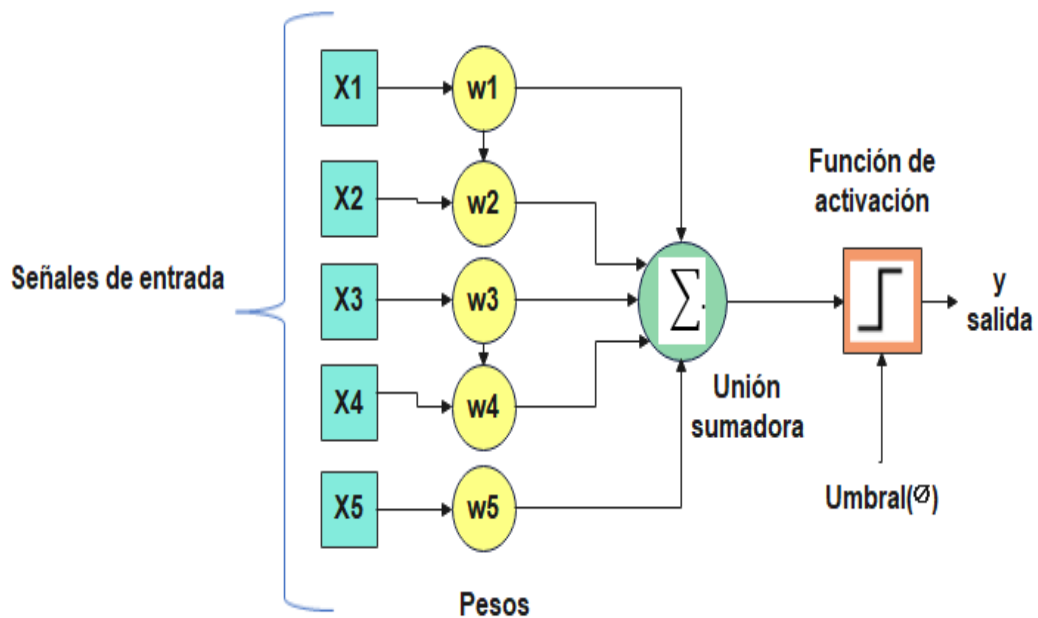 Señales de entrada
X1
w1
X2
w2
X3
w3
X4
w4
X5
w5
Pesos
∑.
Unión
sumadora
Función de
activación
Umbral(Ø)
y
salida